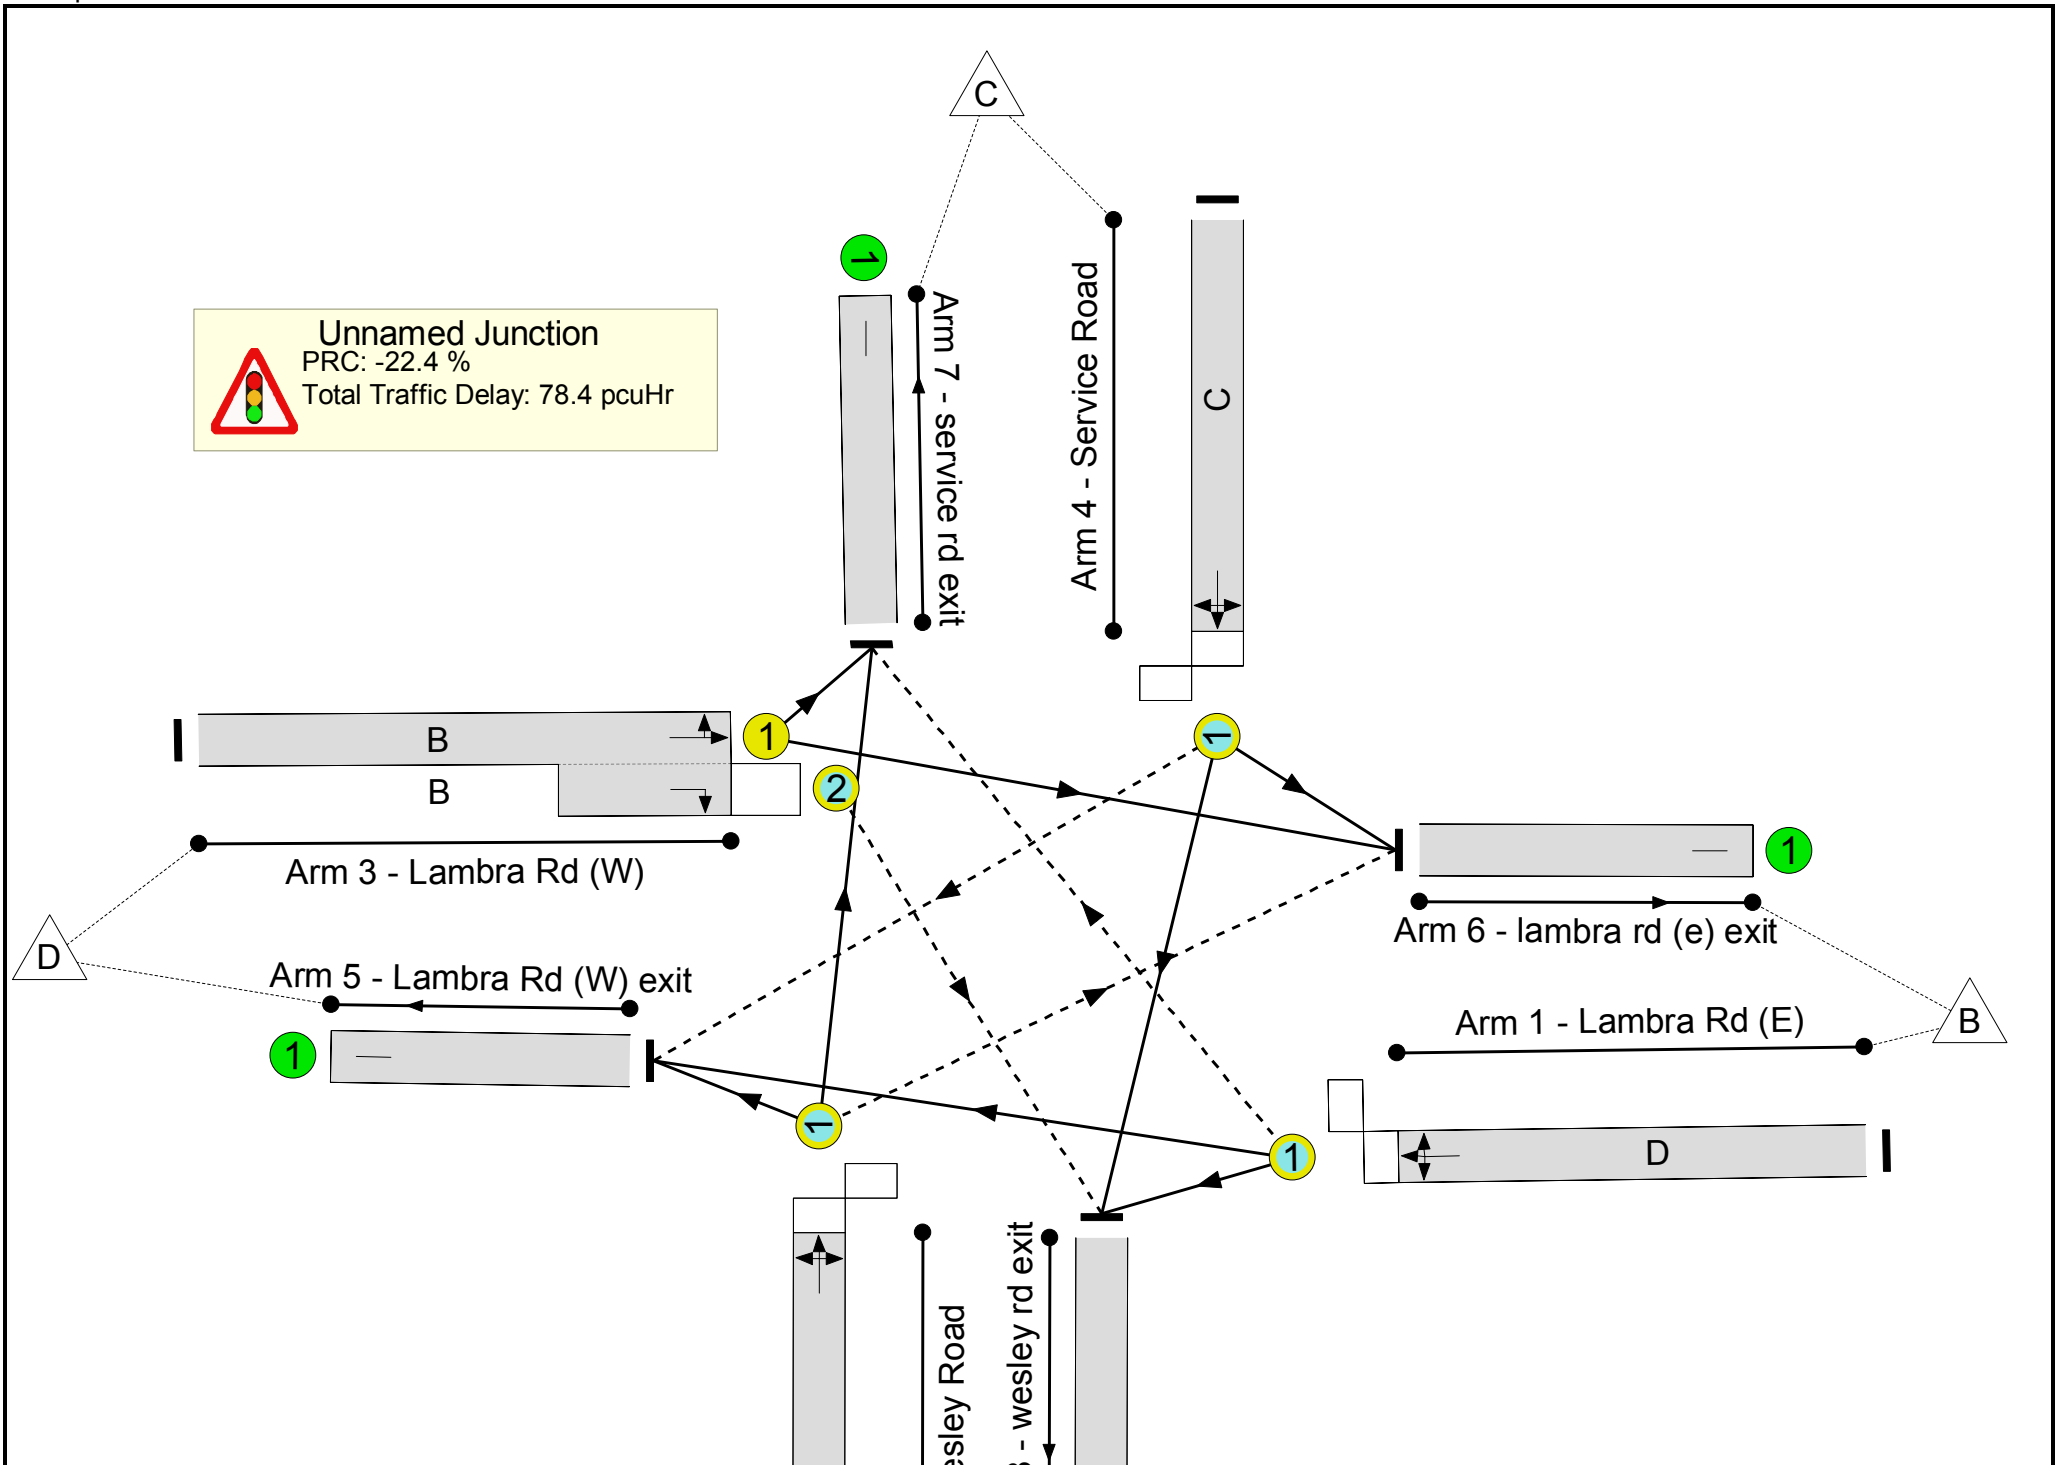 C
1
Unnamed Junction
PRC: -22.4 %
Total Traffic Delay: 78.4 pcuHr
Arm 7 - service rd exit
Arm 4 - Service Road
C
B
1
1
B
2
Arm 3 - Lambra Rd (W)
1
Arm 6 - lambra rd (e) exit
D
Arm 5 - Lambra Rd (W) exit
1
Arm 1 - Lambra Rd (E)
B
1
1
D
esley Road
- wesley rd exit